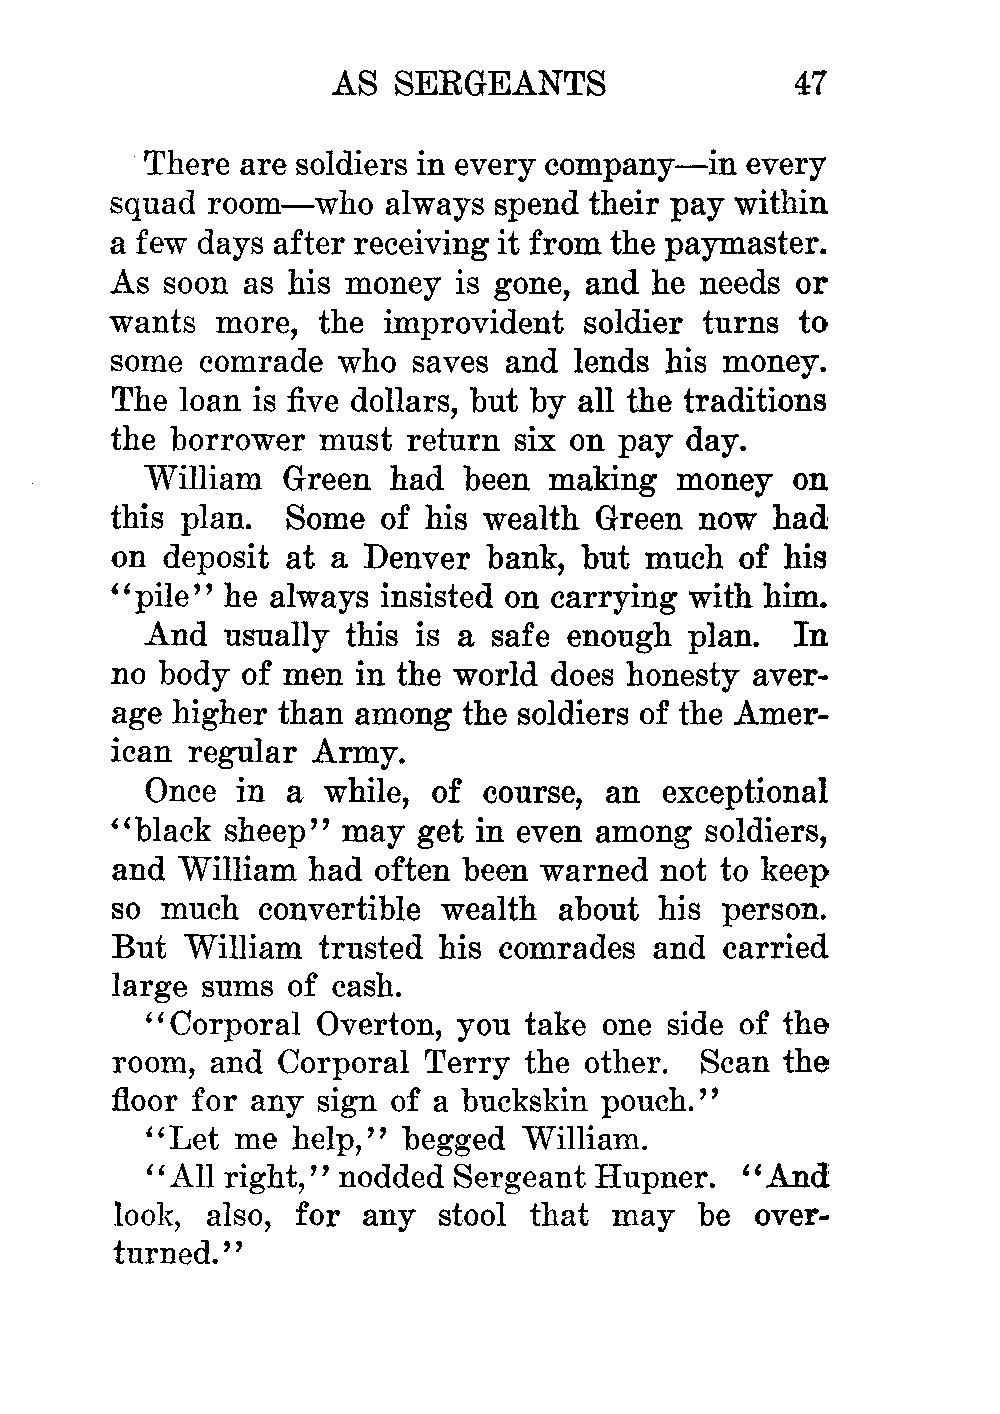 AS SERGEANTS 47
There are soldiers in every company—in every
squad room—who always spend their pay within
a few days after receiving it from the paymaster.
As soon as his money is gone, and he needs or
wants more, the improvident soldier turns to
some comrade who saves and lends his money.
The loan is five dollars, but by all the traditions
the borrower must return six on pay day.
William Green had been making money on
this plan. Some of his wealth Green now had
on deposit at a Denver bank, but much of his
“pile” he always insisted on carrying with him.
And usually this is a safe enough plan. In
no body of men in the world does honesty aver-
age higher than among the soldiers of the Amer-
ican regular Army.
Once in a while, of course, an exceptional
“black sheep” may get in even among soldiers,
and William had often been warned not to keep
so much convertible wealth about his person.
But William trusted his comrades and carried
large sums of cash.
“Corporal Overton, you take one side of the
room, and Corporal Terry the other. Scan the
floor for any sign of a buckskin pouch.”
“Let me help,” begged William.
“All right,” nodded Sergeant Hupner. “And
look, also, for any stool that may be over-
turned.”